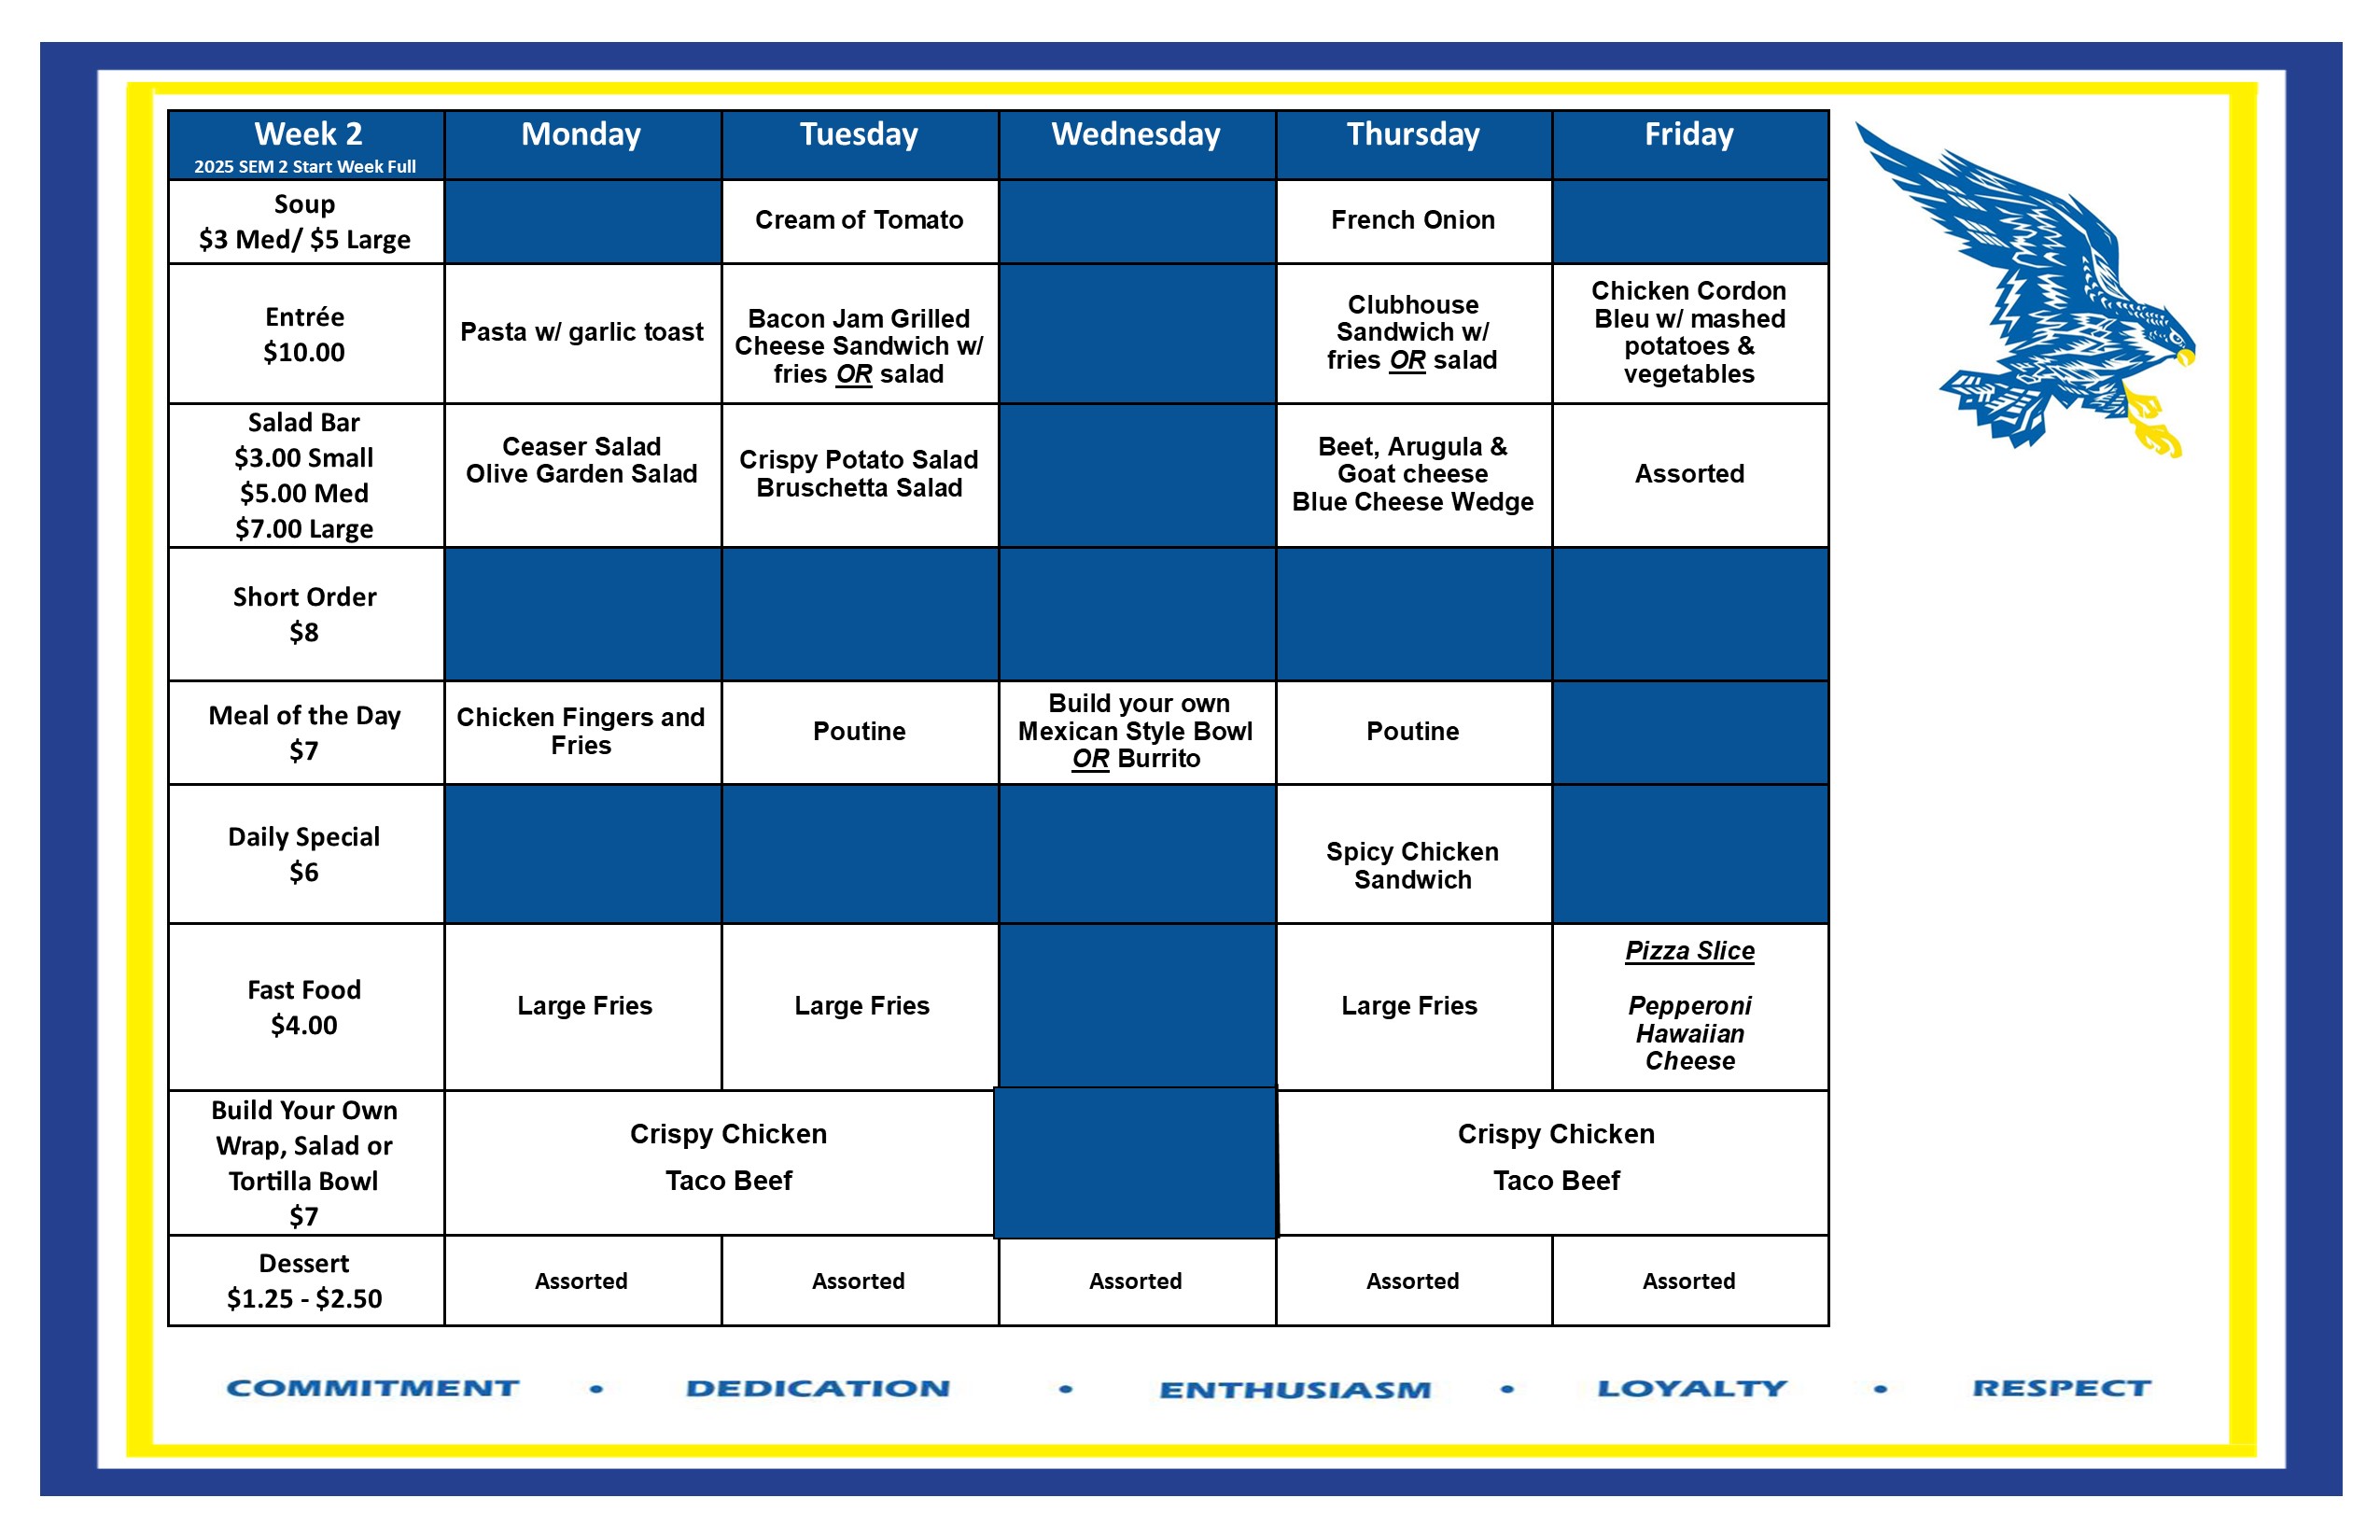 Week 2
2025 SEM 2 Start Week Full
Monday
Tuesday
Wednesday
Thursday
Friday
Soup
$3 Med/ $5 Large
Cream of Tomato
French Onion
Entrée
$10.00
Pasta w/ garlic toast
Bacon Jam Grilled
Cheese Sandwich w/
fries OR salad
Clubhouse
Sandwich w/
fries OR salad
Chicken Cordon
Bleu w/ mashed
potatoes &
vegetables
Salad Bar
$3.00 Small
$5.00 Med
$7.00 Large
Ceaser Salad
Olive Garden Salad
Crispy Potato Salad
Bruschetta Salad
Beet, Arugula &
Goat cheese
Blue Cheese Wedge
Assorted
Short Order
$8
Meal of the Day
$7
Chicken Fingers and
Fries
Poutine
Build your own
Mexican Style Bowl
OR Burrito
Poutine
Daily Special
$6
Spicy Chicken
Sandwich
Fast Food
$4.00
Large Fries
Large Fries
Large Fries
Pizza Slice
Pepperoni
Hawaiian
Cheese
Build Your Own
Wrap, Salad or
Tortilla Bowl
$7
Crispy Chicken
Taco Beef
Crispy Chicken
Taco Beef
Dessert
$1.25 - $2.50
Assorted
Assorted
Assorted
Assorted
Assorted
COMMITMENT • DEDICATION • ENTHUSIASM • LOYALTY • RESPECT